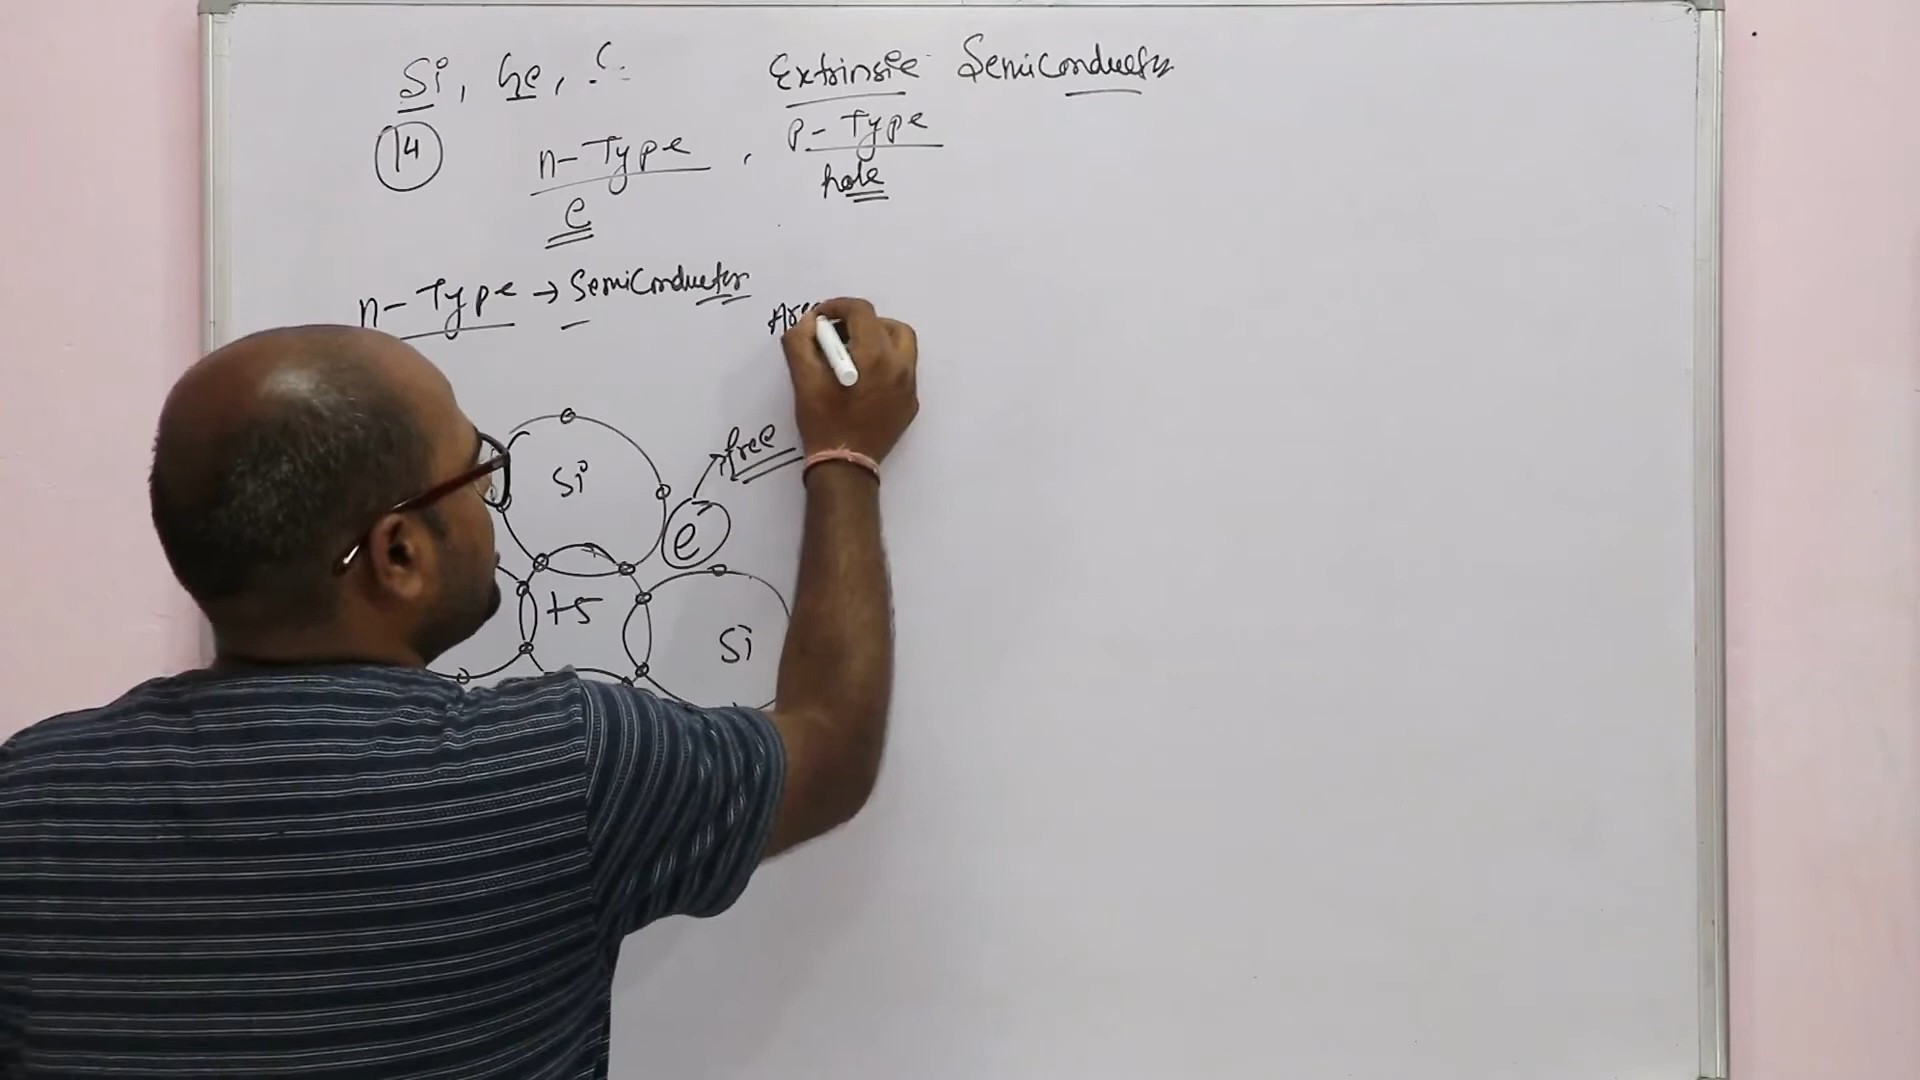 Si, Ge, C
Extrinsic Semiconductor
14
n-Type, P-Type
e
hole
n-Type → Semiconductor
free
Si
e
+5
Si